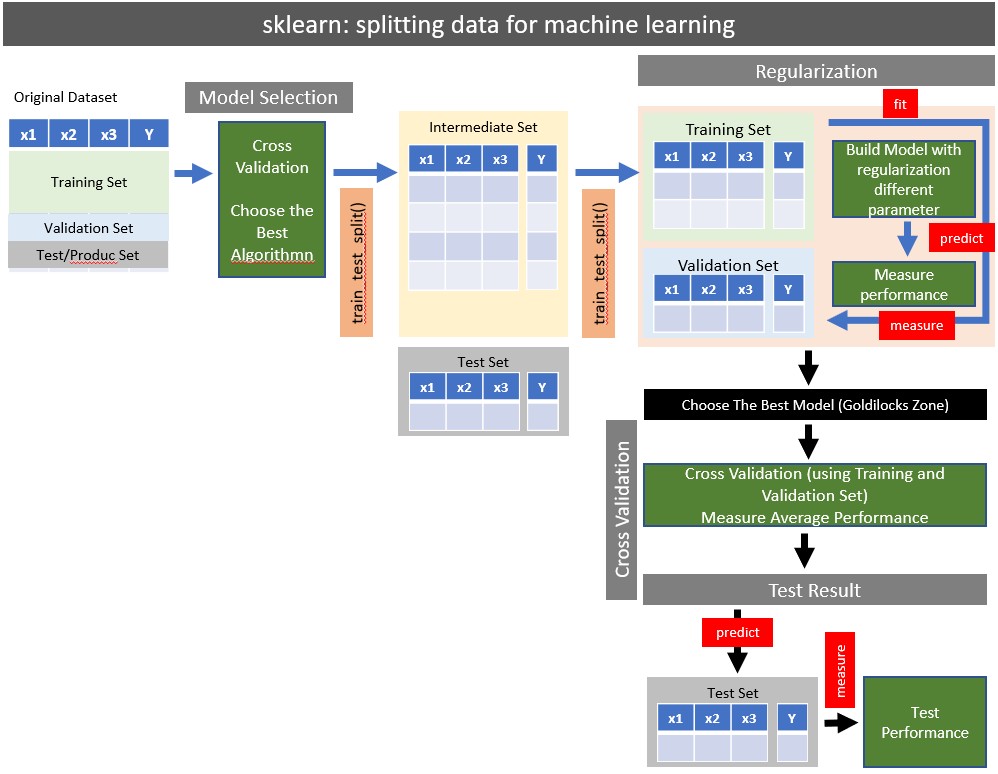 sklearn: splitting data for machine learning
Original Dataset
x1 x2 x3 Y
Training Set
Validation Set
Test/Produc Set
Model Selection
Cross
Validation
Choose the
Best
Algorithmn
train_test_split()
Intermediate Set
x1 x2 x3 Y
Test Set
x1 x2 x3 Y
train_test_split()
Regularization
fit
Training Set
x1 x2 x3 Y
Build Model with
regularization
different
parameter
predict
Validation Set
x1 x2 x3 Y
Measure
performance
measure
Choose The Best Model (Goldilocks Zone)
Cross Validation
Cross Validation (using Training and
Validation Set)
Measure Average Performance
Test Result
predict
measure
Test Set
x1 x2 x3 Y
Test
Performance